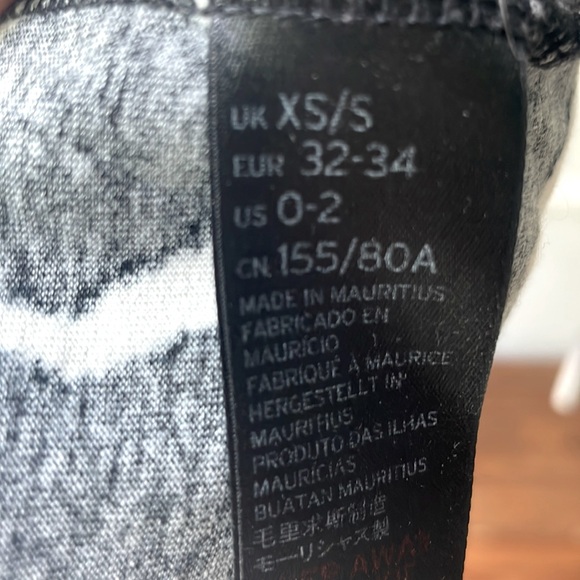 UK XS/S
EUR 32-34
US 0-2
CN 155/80A
MADE IN MAURITIUS
FABRICADO EN
MAURÍCIO
FABRIQUÉ À MAURICE
HERGESTELLT IN
MAURITIUS
PRODUTO DAS ILHAS
MAURÍCIAS
BUATAN MAURITIUS
毛里求斯制造
モーリシャス製
AWAY